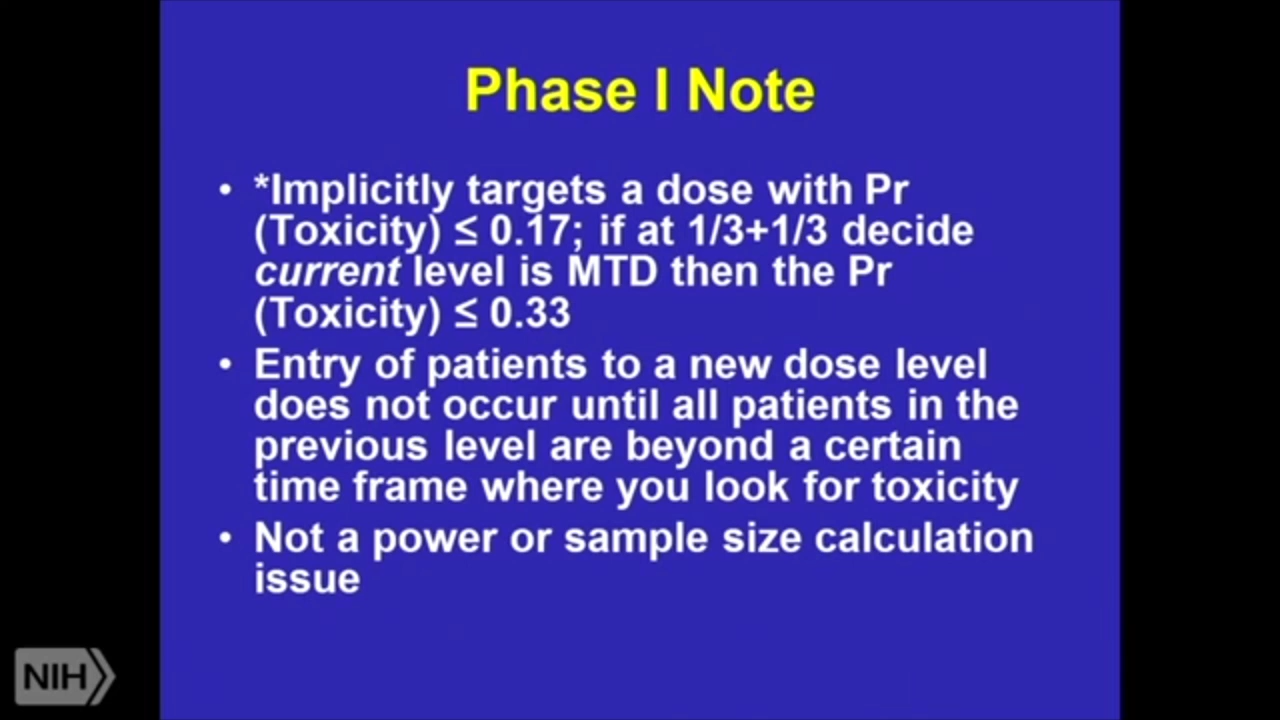 Phase I Note
• *Implicitly targets a dose with Pr
(Toxicity) ≤ 0.17; if at 1/3+1/3 decide
current level is MTD then the Pr
(Toxicity) ≤ 0.33
• Entry of patients to a new dose level
does not occur until all patients in the
previous level are beyond a certain
time frame where you look for toxicity
• Not a power or sample size calculation
issue
NIH